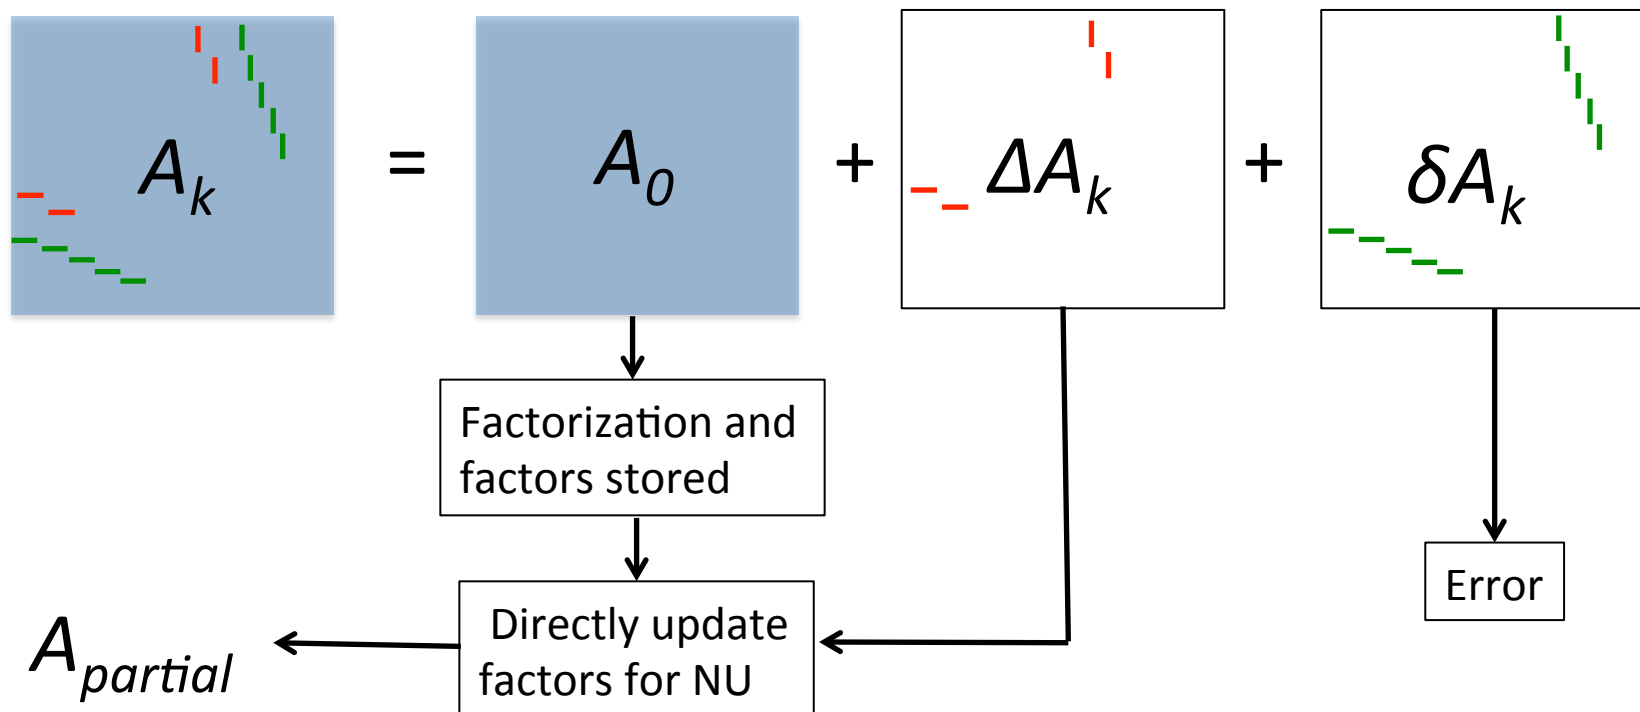 A_k = A_0 + ΔA_k + δA_k
Factorization and
factors stored
Error
Directly update
factors for NU
A_partial